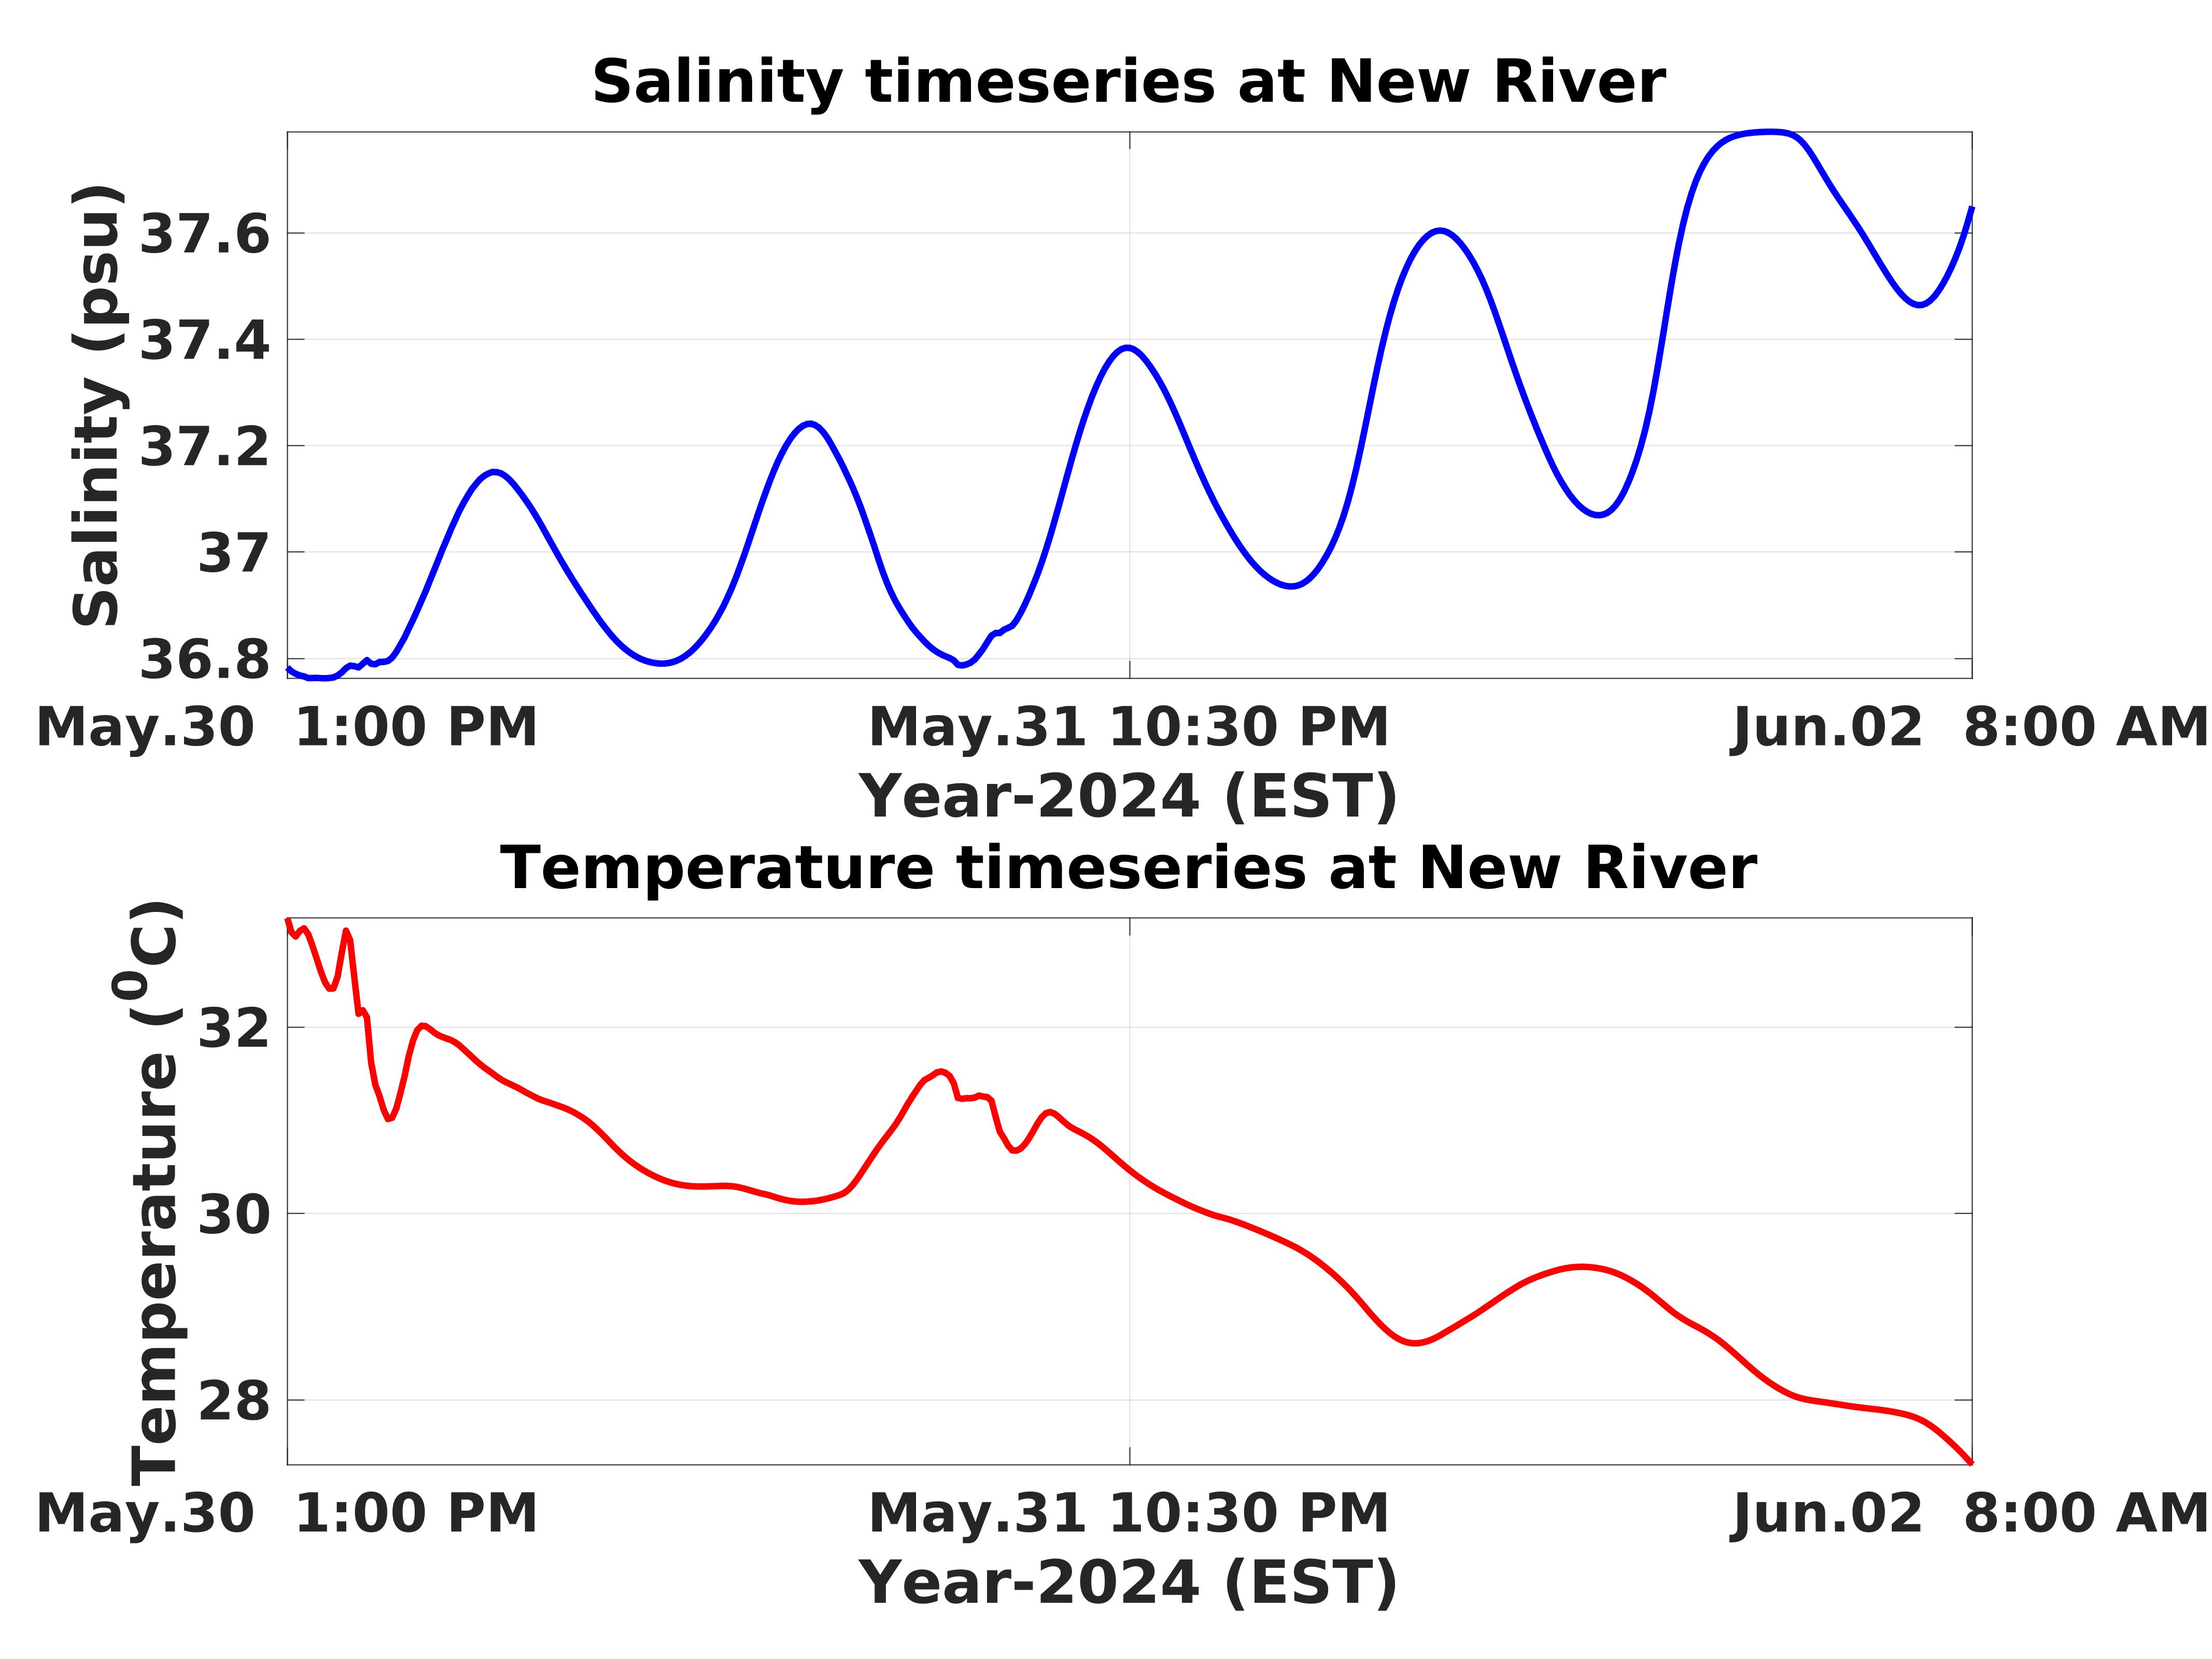 Salinity timeseries at New River
Salinity (psu)
37.6
37.4
37.2
37
36.8
May.30 1:00 PM
May.31 10:30 PM
Jun.02 8:00 AM
Year-2024 (EST)
Temperature timeseries at New River
Temperature (⁰C)
32
30
28
May.30 1:00 PM
May.31 10:30 PM
Jun.02 8:00 AM
Year-2024 (EST)